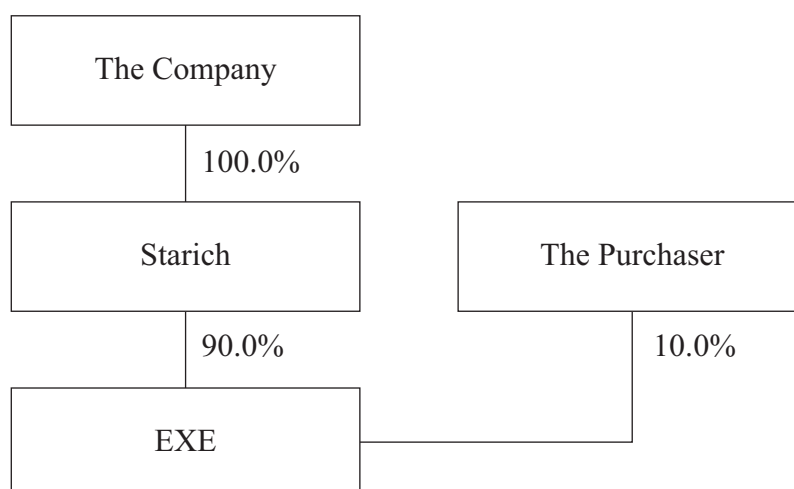 The Company
100.0%
Starich
The Purchaser
90.0%
10.0%
EXE